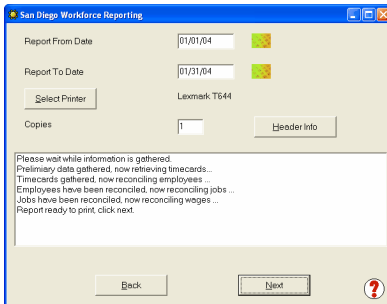 San Diego Workforce Reporting
Report From Date
01/01/04
Report To Date
01/31/04
Select Printer
Lexmark T644
Copies
1
Header Info
Please wait while information is gathered.
Prelimiary data gathered, now retrieving timecards...
Timecards gathered, now reconciling employees ...
Employees have been reconciled, now reconciling jobs ...
Jobs have been reconciled, now reconciling wages ...
Report ready to print, click next.
Back
Next
?